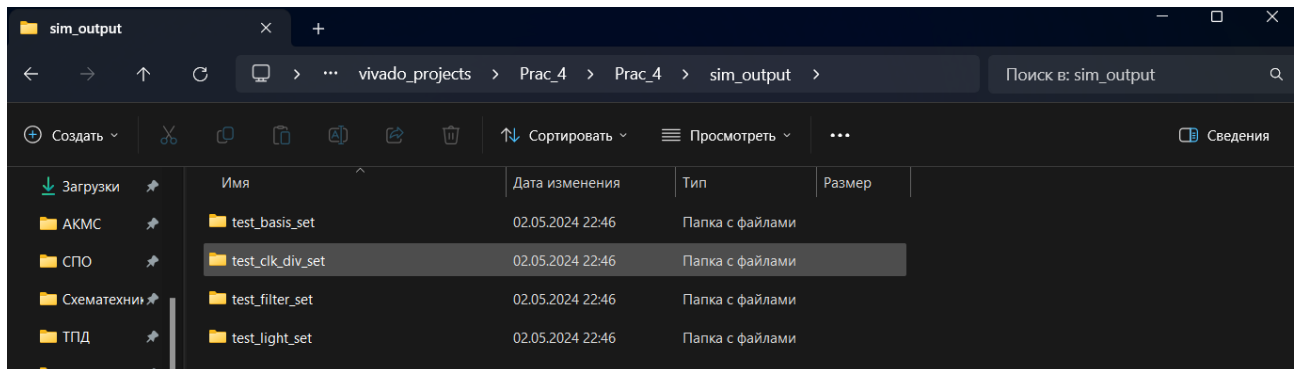 sim_output
vivado_projects > Prac_4 > Prac_4 > sim_output >
Поиск в: sim_output
Создать
Сортировать
Просмотреть
Сведения
Загрузки
Имя
Дата изменения
Тип
Размер
АКМС
test_basis_set
02.05.2024 22:46
Папка с файлами
СПО
test_clk_div_set
02.05.2024 22:46
Папка с файлами
Схематехни
test_filter_set
02.05.2024 22:46
Папка с файлами
ТПД
test_light_set
02.05.2024 22:46
Папка с файлами